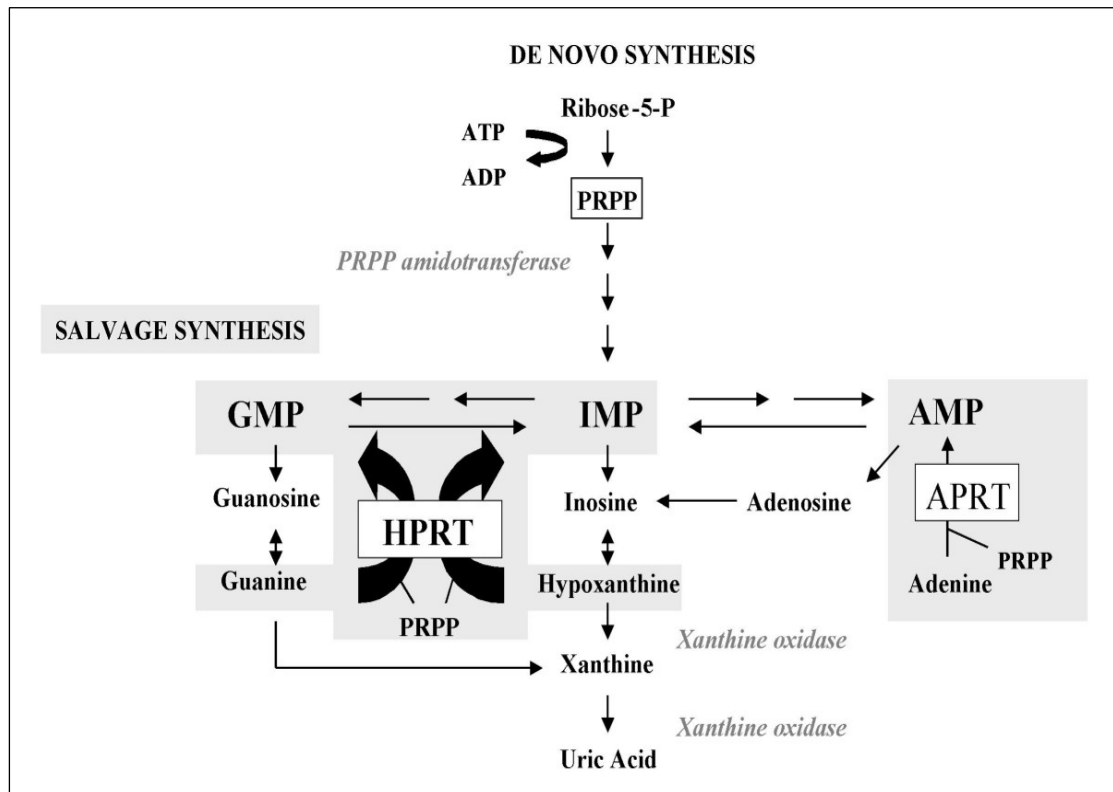 DE NOVO SYNTHESIS
Ribose-5-P
ATP
ADP
PRPP
PRPP amidotransferase
SALVAGE SYNTHESIS
GMP
IMP
AMP
Guanosine
HPRT
Inosine
Adenosine
APRT
Guanine
PRPP
Hypoxanthine
Adenine
PRPP
Xanthine oxidase
Xanthine
Xanthine oxidase
Uric Acid